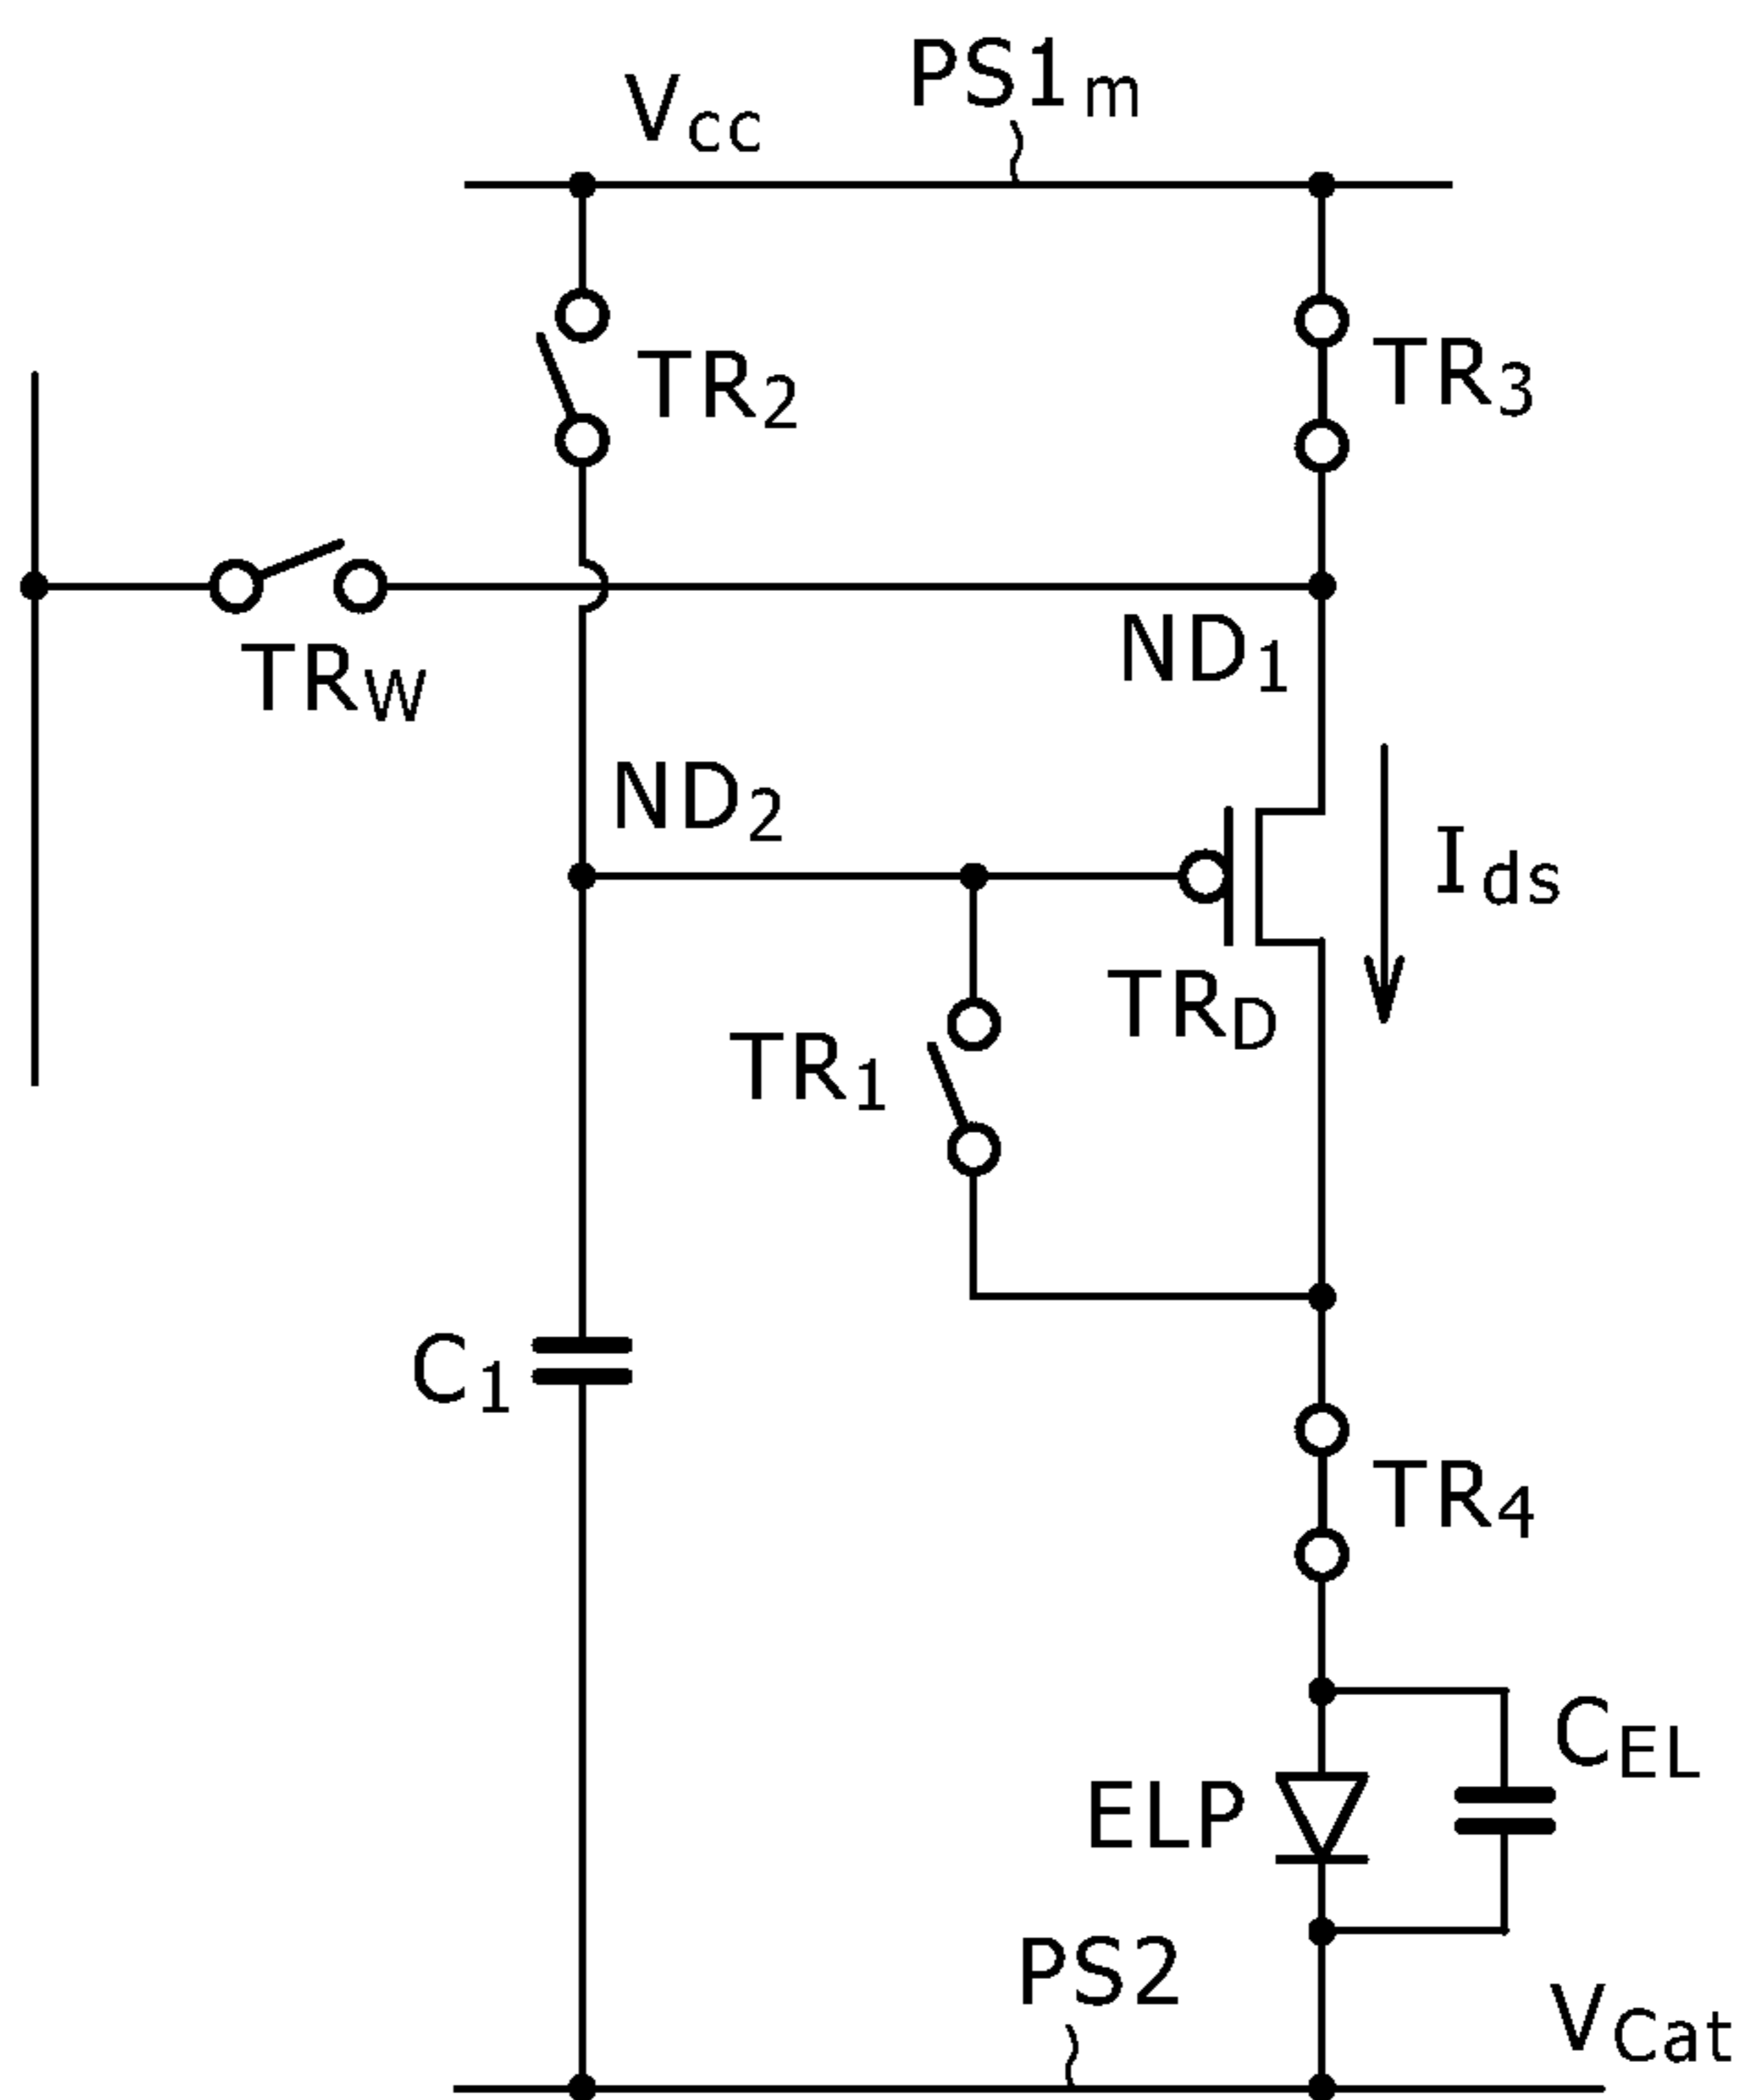 PS1m
Vcc
TR2
TR3
TRW
ND1
ND2
Ids
TRD
TR1
C1
TR4
CEL
ELP
PS2
VCat